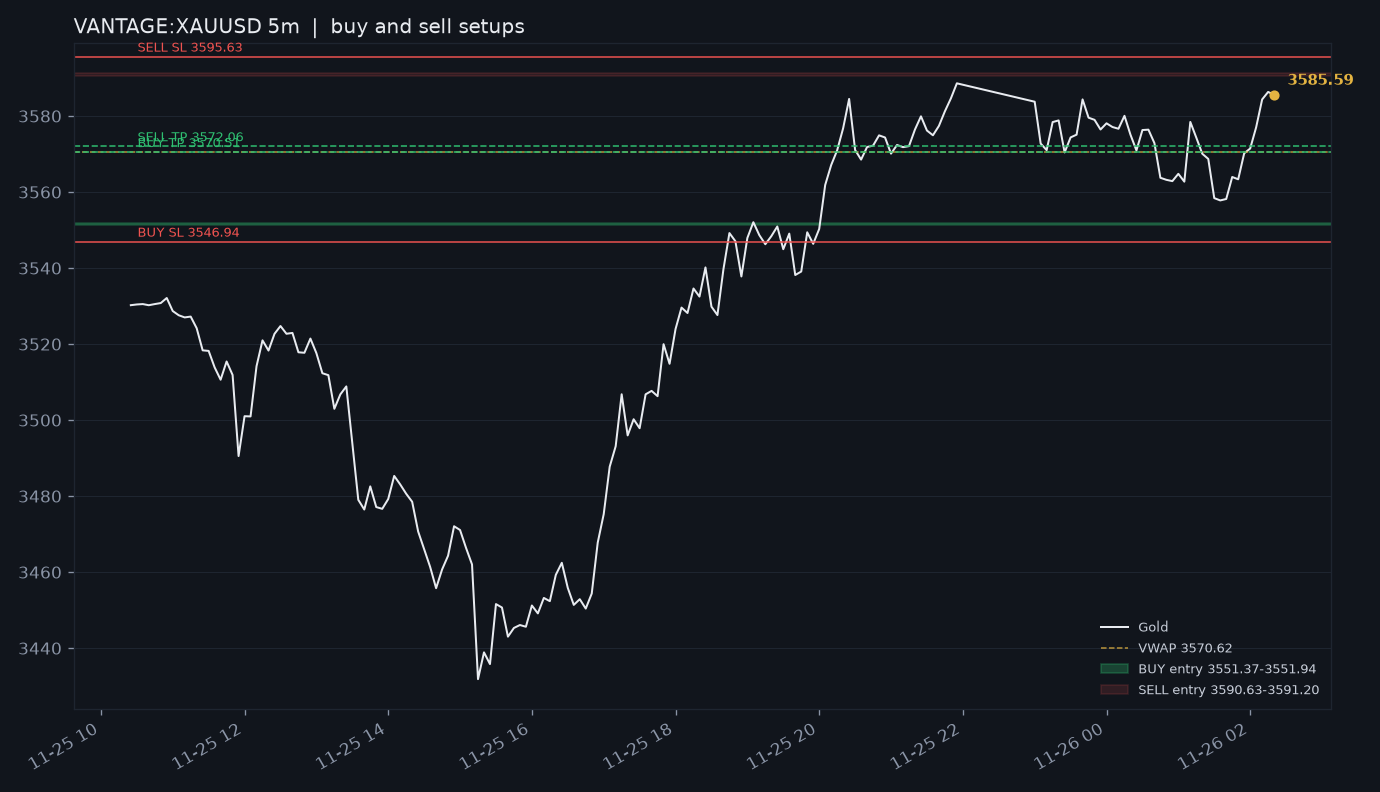 VANTAGE:XAUUSD 5m | buy and sell setups
SELL SL 3595.63
3585.59
SELL TP 3572.06
BUY TP 3570.51
BUY SL 3546.94
3580
3560
3540
3520
3500
3480
3460
3440
Gold
VWAP 3570.62
BUY entry 3551.37-3551.94
SELL entry 3590.63-3591.20
11-25 10
11-25 12
11-25 14
11-25 16
11-25 18
11-25 20
11-25 22
11-26 00
11-26 02